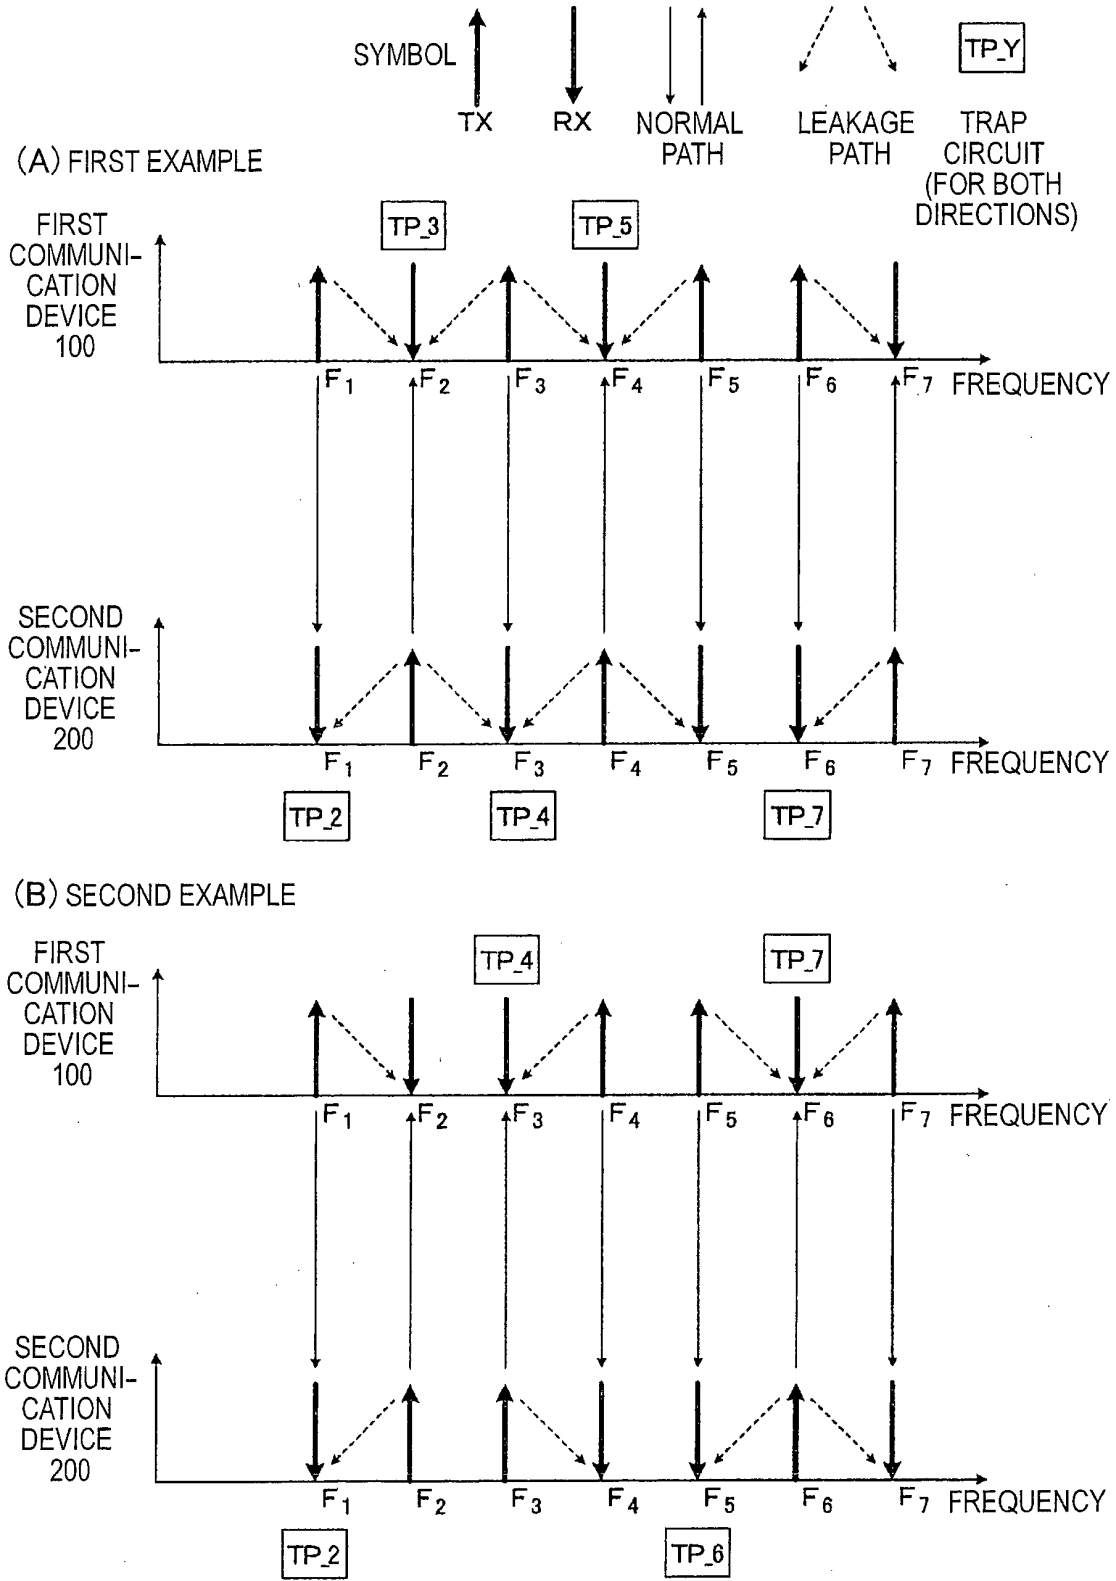 SYMBOL
TX
RX
NORMAL
PATH
LEAKAGE
PATH
TP_Y
TRAP
CIRCUIT
(FOR BOTH
DIRECTIONS)
(A) FIRST EXAMPLE
FIRST
COMMUNI-
CATION
DEVICE
100
TP_3
TP_5
F1
F2
F3
F4
F5
F6
F7
FREQUENCY
SECOND
COMMUNI-
CATION
DEVICE
200
F1
F2
F3
F4
F5
F6
F7
FREQUENCY
TP_2
TP_4
TP_7
(B) SECOND EXAMPLE
FIRST
COMMUNI-
CATION
DEVICE
100
TP_4
TP_7
F1
F2
F3
F4
F5
F6
F7
FREQUENCY
SECOND
COMMUNI-
CATION
DEVICE
200
F1
F2
F3
F4
F5
F6
F7
FREQUENCY
TP_2
TP_6